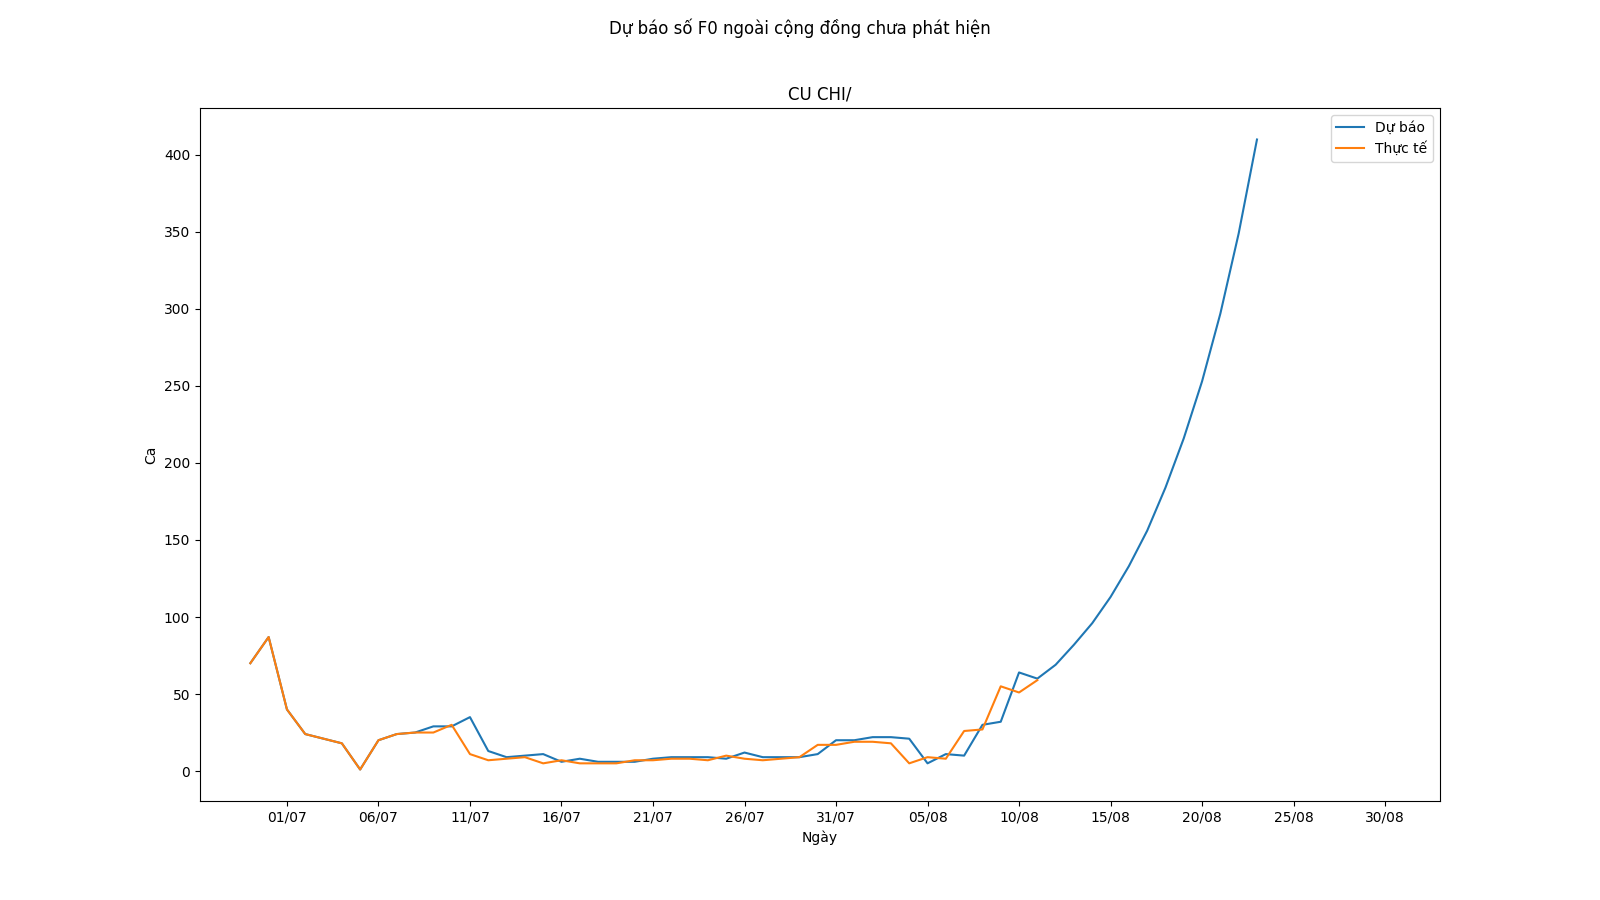 Dự báo số F0 ngoài cộng đồng chưa phát hiện
CU CHI/
Dự báo
Thực tế
400
350
300
250
200
150
100
50
0
Ca
01/07 06/07 11/07 16/07 21/07 26/07 31/07 05/08 10/08 15/08 20/08 25/08 30/08
Ngày